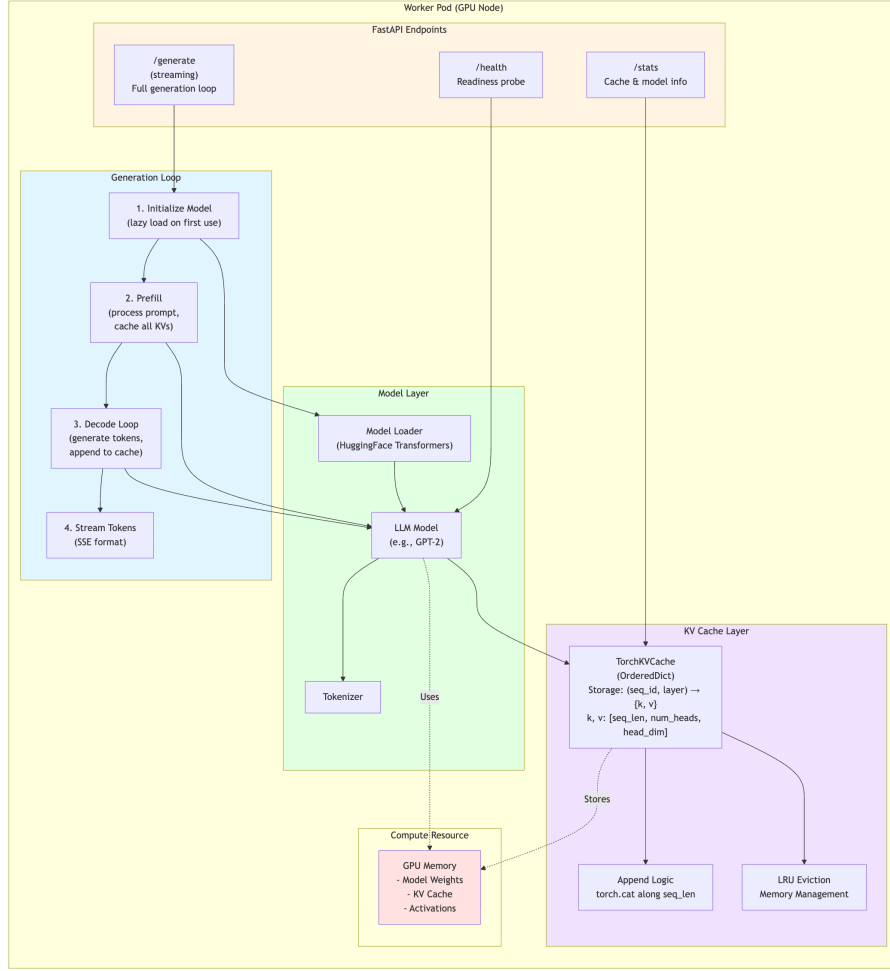 Worker Pod (GPU Node)
FastAPI Endpoints
/generate
(streaming)
Full generation loop
/health
Readiness probe
/stats
Cache & model info
Generation Loop
1. Initialize Model
(lazy load on first use)
2. Prefill
(process prompt,
cache all KVs)
3. Decode Loop
(generate tokens,
append to cache)
4. Stream Tokens
(SSE format)
Model Layer
Model Loader
(HuggingFace Transformers)
LLM Model
(e.g., GPT-2)
Tokenizer
Uses
KV Cache Layer
TorchKVCache
(OrderedDict)
Storage: (seq_id, layer) →
{k, v}
k, v: [seq_len, num_heads,
head_dim]
Stores
Append Logic
torch.cat along seq_len
LRU Eviction
Memory Management
Compute Resource
GPU Memory
- Model Weights
- KV Cache
- Activations